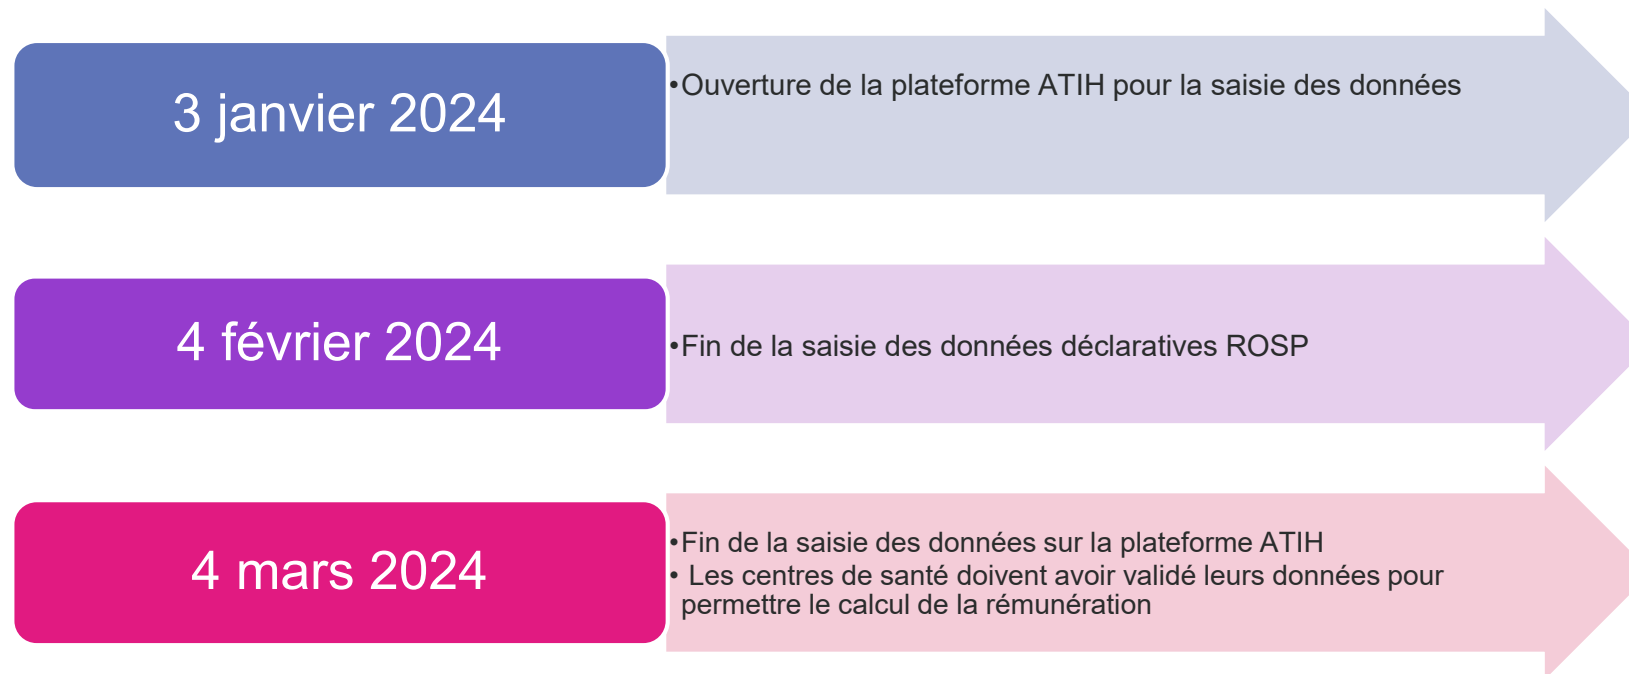 3 janvier 2024
•Ouverture de la plateforme ATIH pour la saisie des données
4 février 2024
•Fin de la saisie des données déclaratives ROSP
4 mars 2024
•Fin de la saisie des données sur la plateforme ATIH
• Les centres de santé doivent avoir validé leurs données pour
permettre le calcul de la rémunération